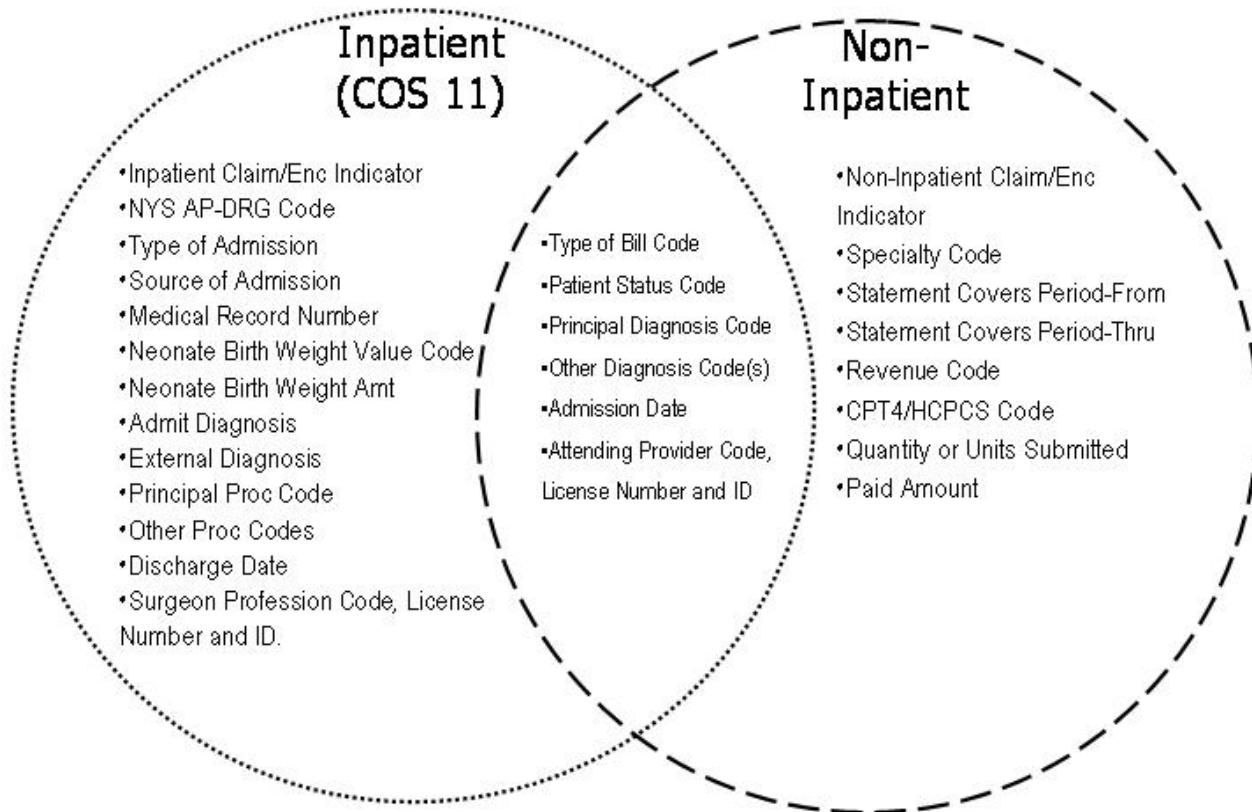 Inpatient
(COS 11)
Non-
Inpatient
•Inpatient Claim/Enc Indicator
•NYS AP-DRG Code
•Type of Admission
•Source of Admission
•Medical Record Number
•Neonate Birth Weight Value Code
•Neonate Birth Weight Amt
•Admit Diagnosis
•External Diagnosis
•Principal Proc Code
•Other Proc Codes
•Discharge Date
•Surgeon Profession Code, License
Number and ID.
▪Type of Bill Code
▪Patient Status Code
▪Principal Diagnosis Code
▪Other Diagnosis Code(s)
▪Admission Date
▪Attending Provider Code,
License Number and ID
•Non-Inpatient Claim/Enc
Indicator
•Specialty Code
•Statement Covers Period-From
•Statement Covers Period-Thru
•Revenue Code
•CPT4/HCPCS Code
•Quantity or Units Submitted
•Paid Amount